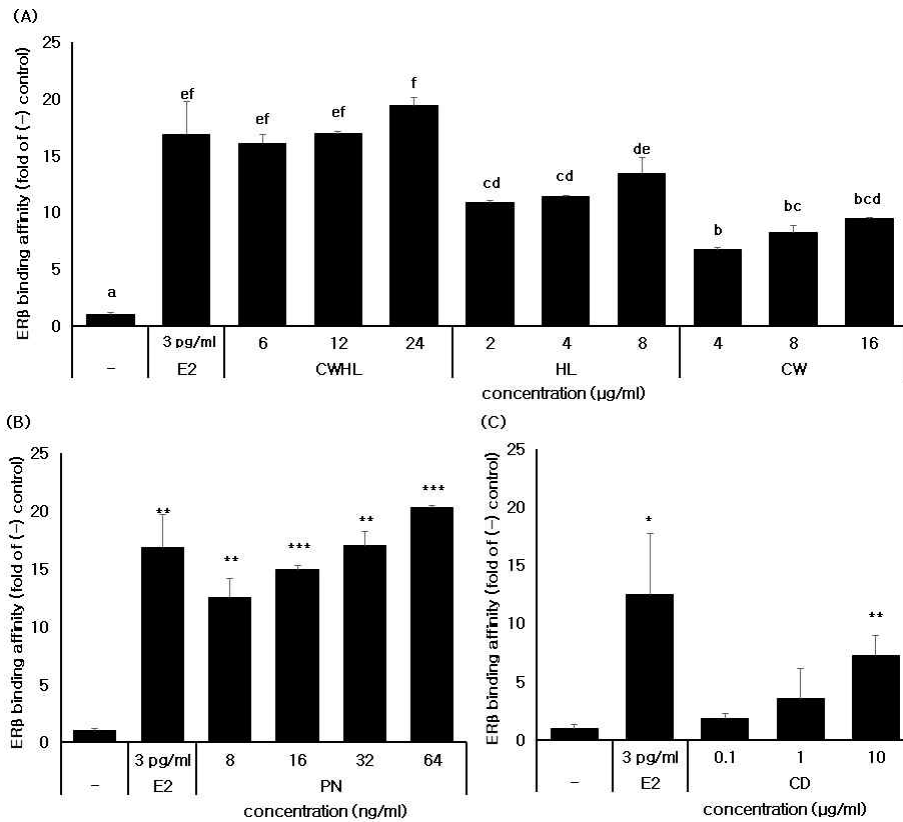 (A)
ERβ binding affinity (fold of (−) control)
25
20
15
10
5
0
a
ef
ef
ef
f
cd
cd
de
b
bc
bcd
3 pg/ml 6 12 24 2 4 8 4 8 16
− E2 CWHL HL CW
concentration (μg/ml)
(B)
ERβ binding affinity (fold of (−) control)
25
20
15
10
5
0
**
**
***
**
***
3 pg/ml 8 16 32 64
− E2 PN
concentration (ng/ml)
(C)
ERβ binding affinity (fold of (−) control)
25
20
15
10
5
0
*
**
3 pg/ml 0.1 1 10
− E2 CD
concentration (μg/ml)